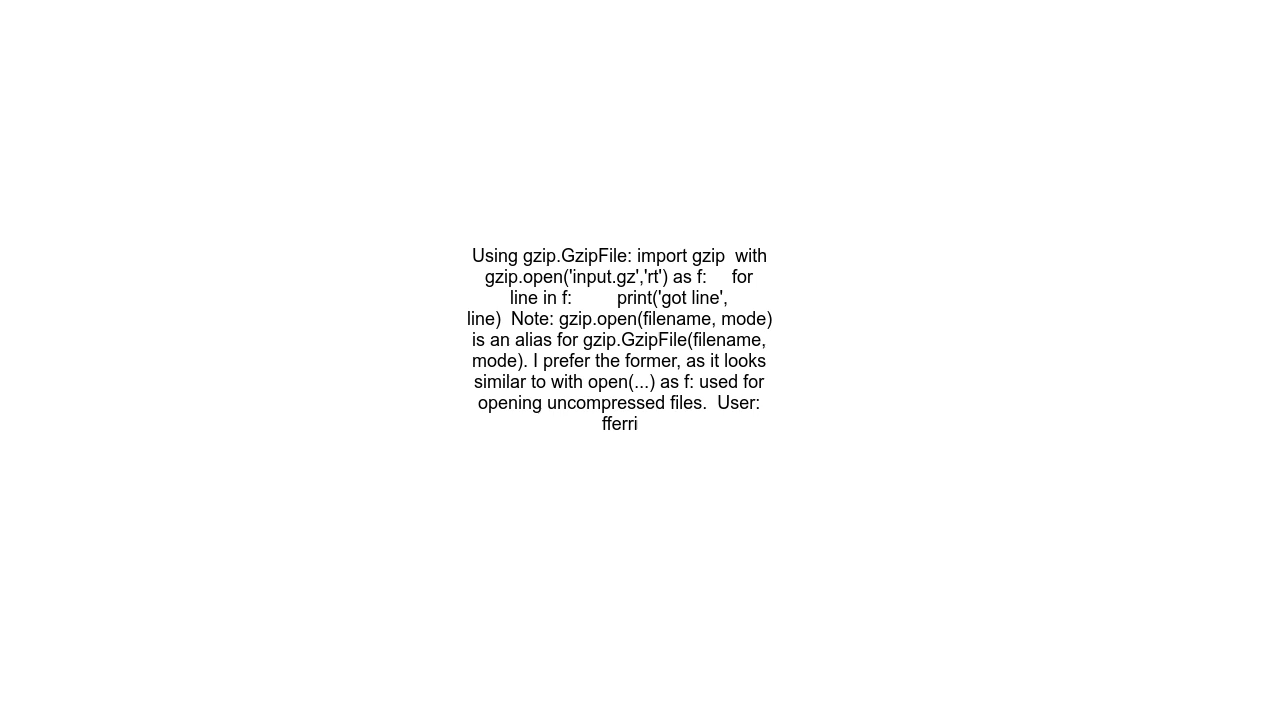 Using gzip.GzipFile: import gzip  with
gzip.open('input.gz','rt') as f:     for
line in f:         print('got line',
line)  Note: gzip.open(filename, mode)
is an alias for gzip.GzipFile(filename,
mode). I prefer the former, as it looks
similar to with open(...) as f: used for
opening uncompressed files.  User:
fferri